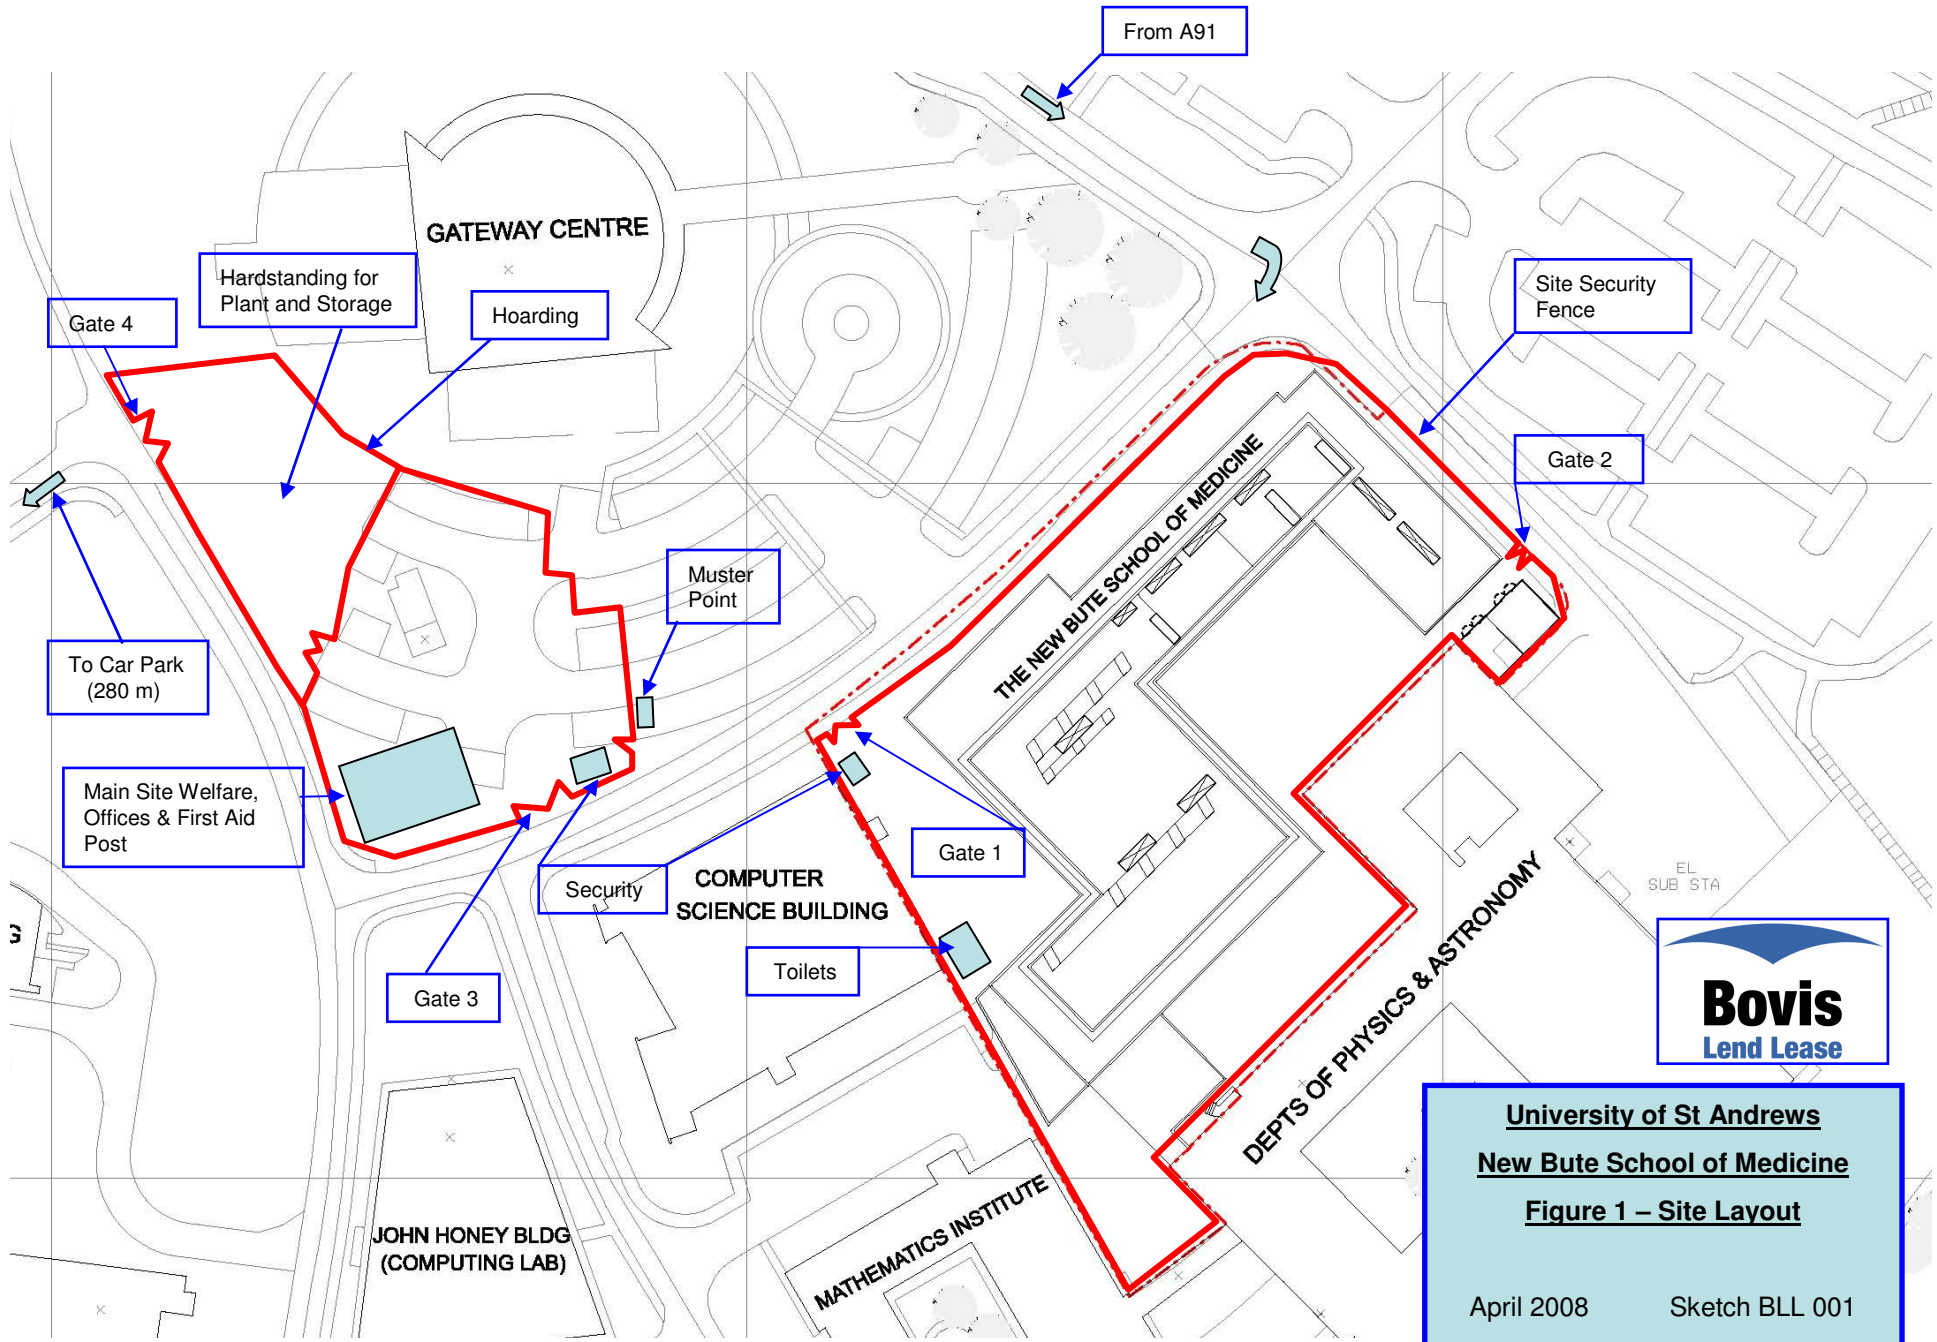 From A91
GATEWAY CENTRE
Hardstanding for
Plant and Storage
Gate 4
Hoarding
Site Security
Fence
Gate 2
THE NEW BUTE SCHOOL OF MEDICINE
Muster
Point
To Car Park
(280 m)
Main Site Welfare,
Offices & First Aid
Post
Gate 1
Security
COMPUTER
SCIENCE BUILDING
EL
SUB STA
G
Toilets
Gate 3
DEPTS OF PHYSICS & ASTRONOMY
Bovis
Lend Lease
University of St Andrews
New Bute School of Medicine
Figure 1 – Site Layout
April 2008 Sketch BLL 001
JOHN HONEY BLDG
(COMPUTING LAB)
MATHEMATICS INSTITUTE